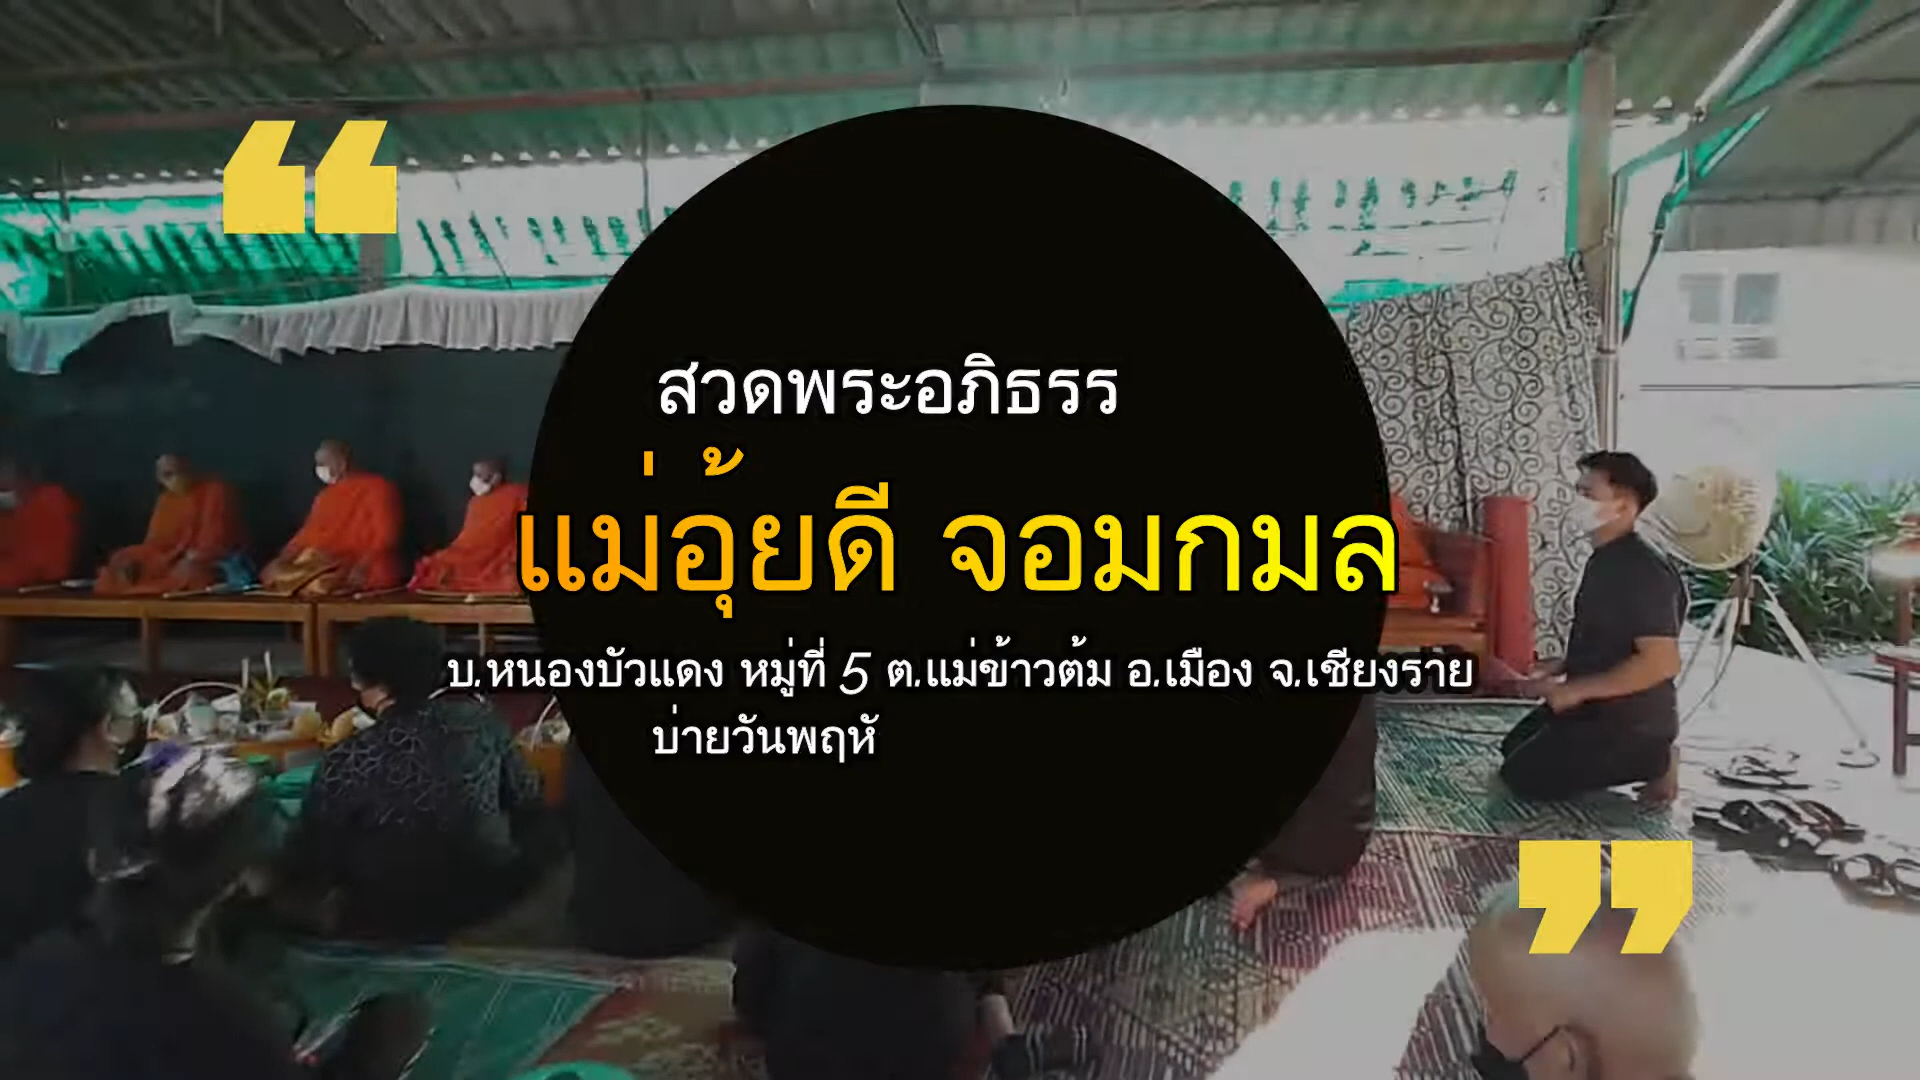 “
สวดพระอภิธรร
แม่อุ้ยดี จอมกมล
บ.หนองบัวแดง หมู่ที่ 5 ต.แม่ข้าวต้ม อ.เมือง จ.เชียงราย
บ่ายวันพฤหั
”